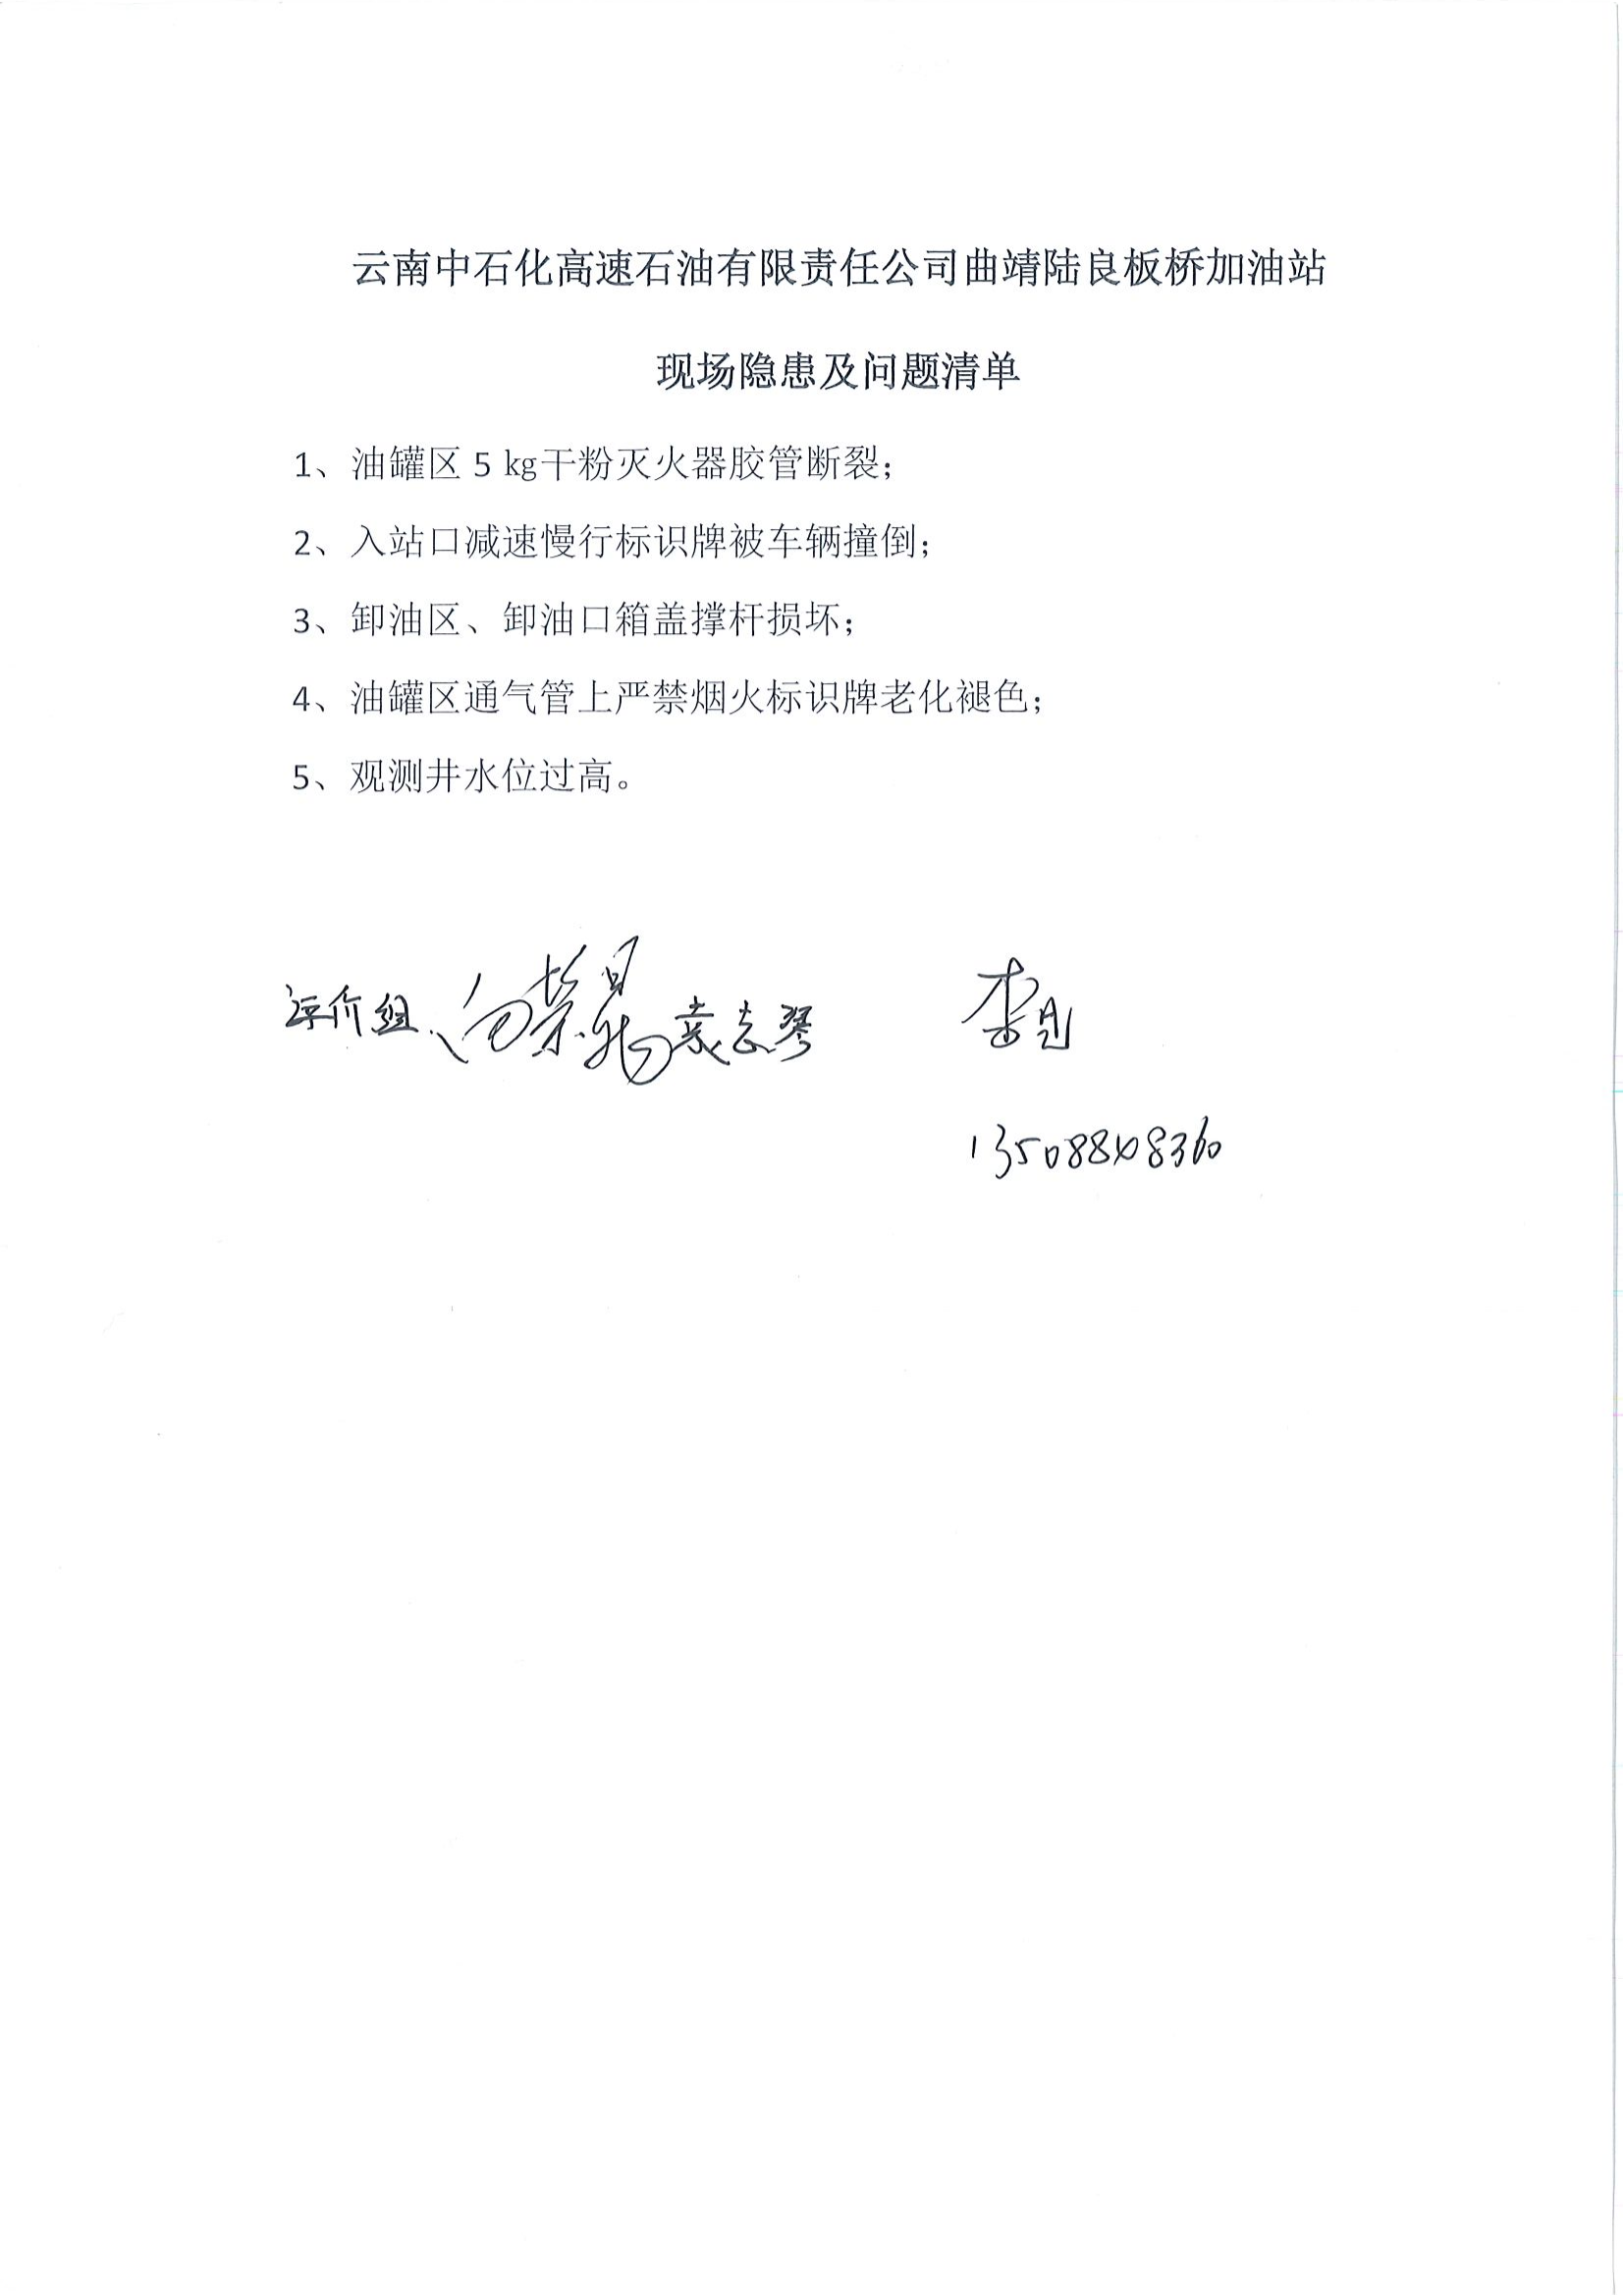 云南中石化高速石油有限责任公司曲靖陆良板桥加油站
现场隐患及问题清单
1、油罐区 5 ㎏干粉灭火器胶管断裂；
2、入站口减速慢行标识牌被车辆撞倒；
3、卸油区、卸油口箱盖撑杆损坏；
4、油罐区通气管上严禁烟火标识牌老化褪色；
5、观测井水位过高。
评价组 袁志琴 李